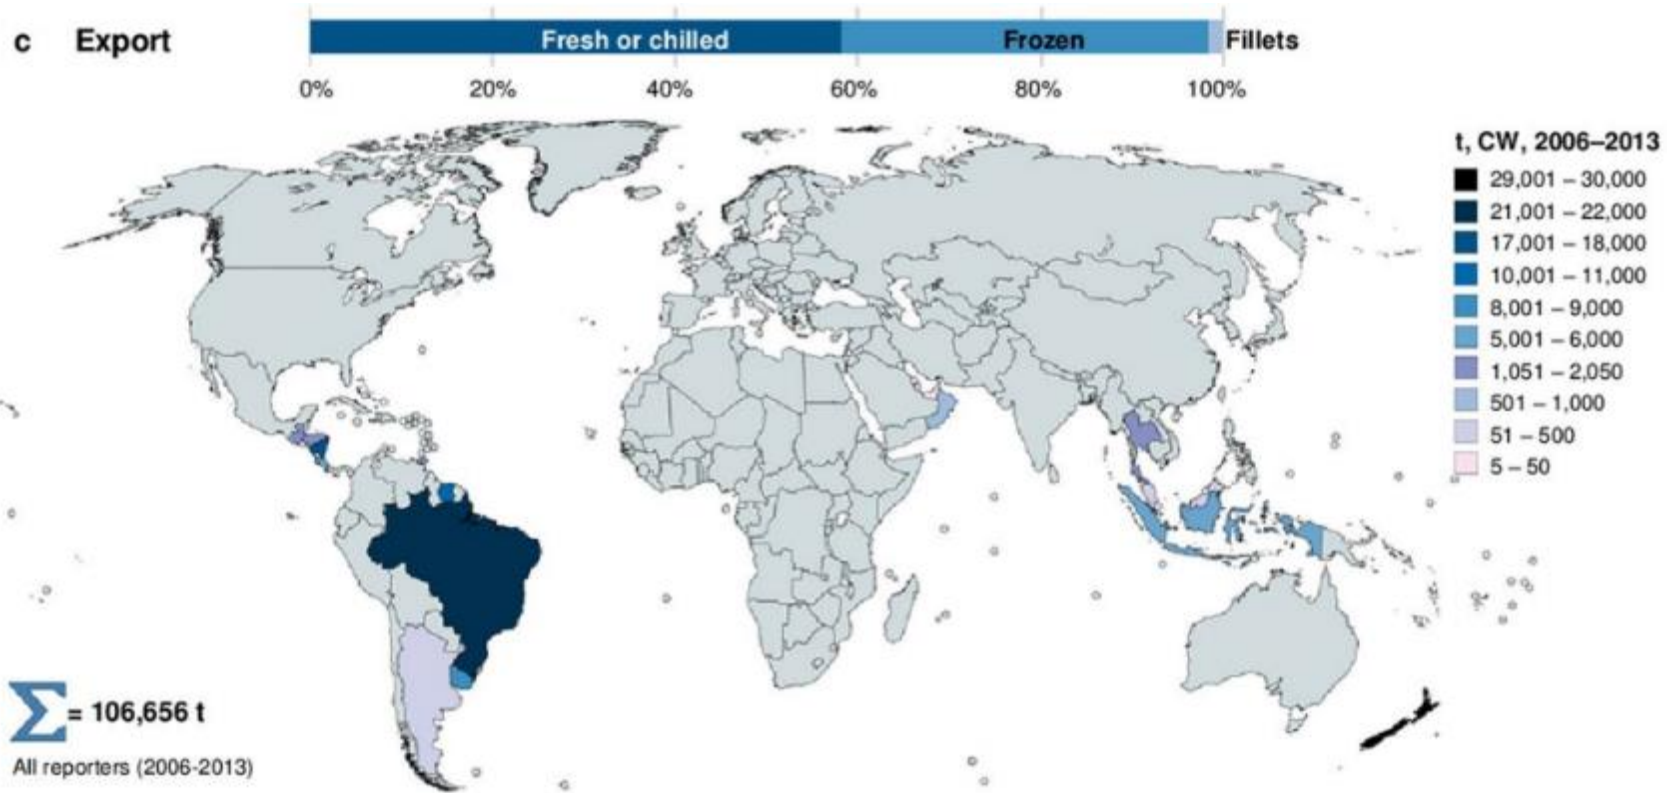 c Export
Fresh or chilled Frozen Fillets
0% 20% 40% 60% 80% 100%
t, CW, 2006–2013
29,001 – 30,000
21,001 – 22,000
17,001 – 18,000
10,001 – 11,000
8,001 – 9,000
5,001 – 6,000
1,051 – 2,050
501 – 1,000
51 – 500
5 – 50
Σ = 106,656 t
All reporters (2006-2013)